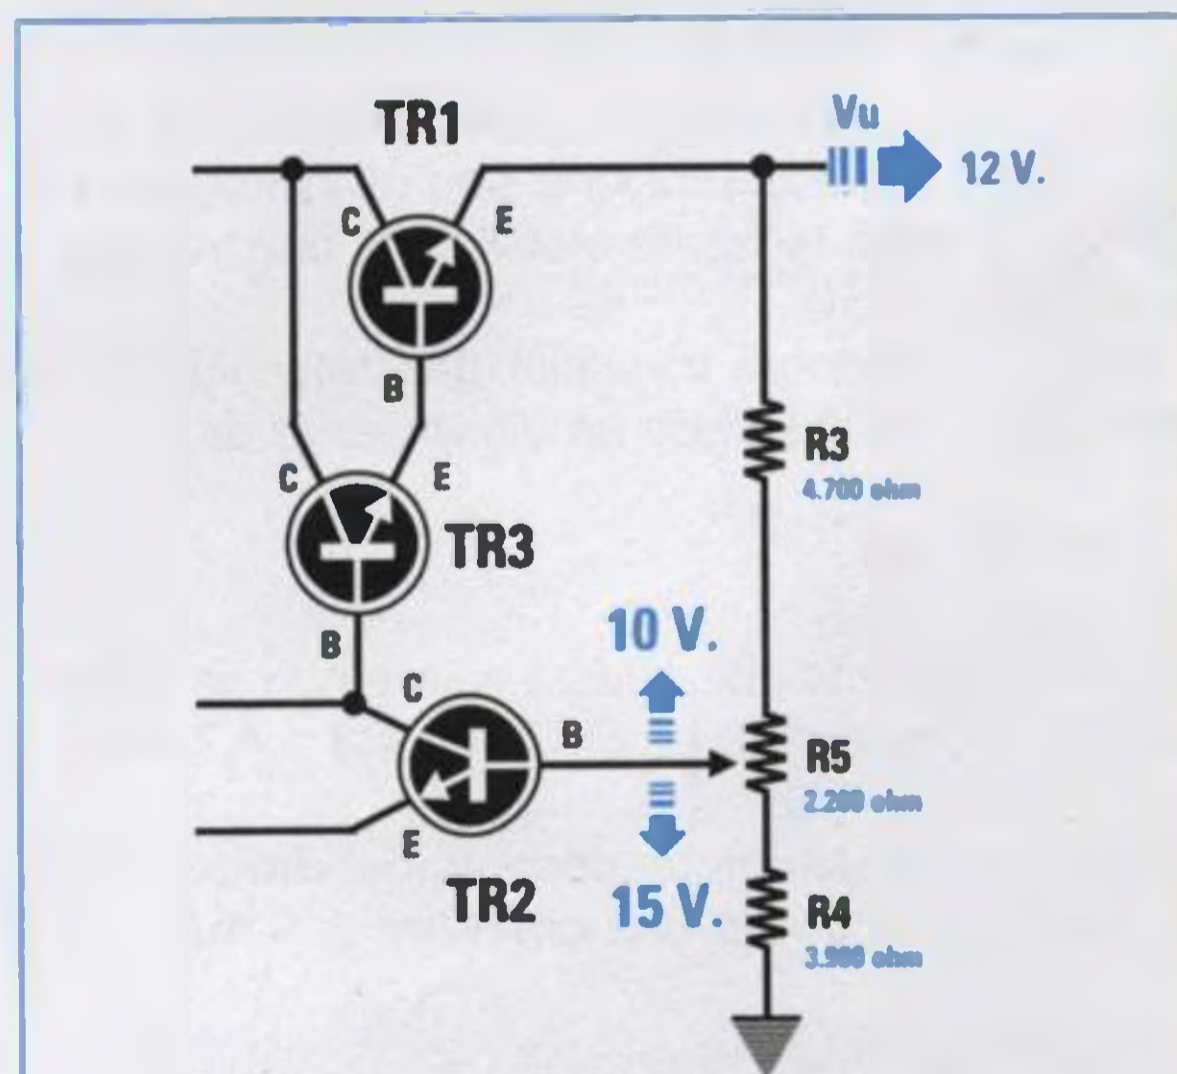 TR1
Vu
12 V.
C
E
B
R3
4.700 ohm
C
E
TR3
10 V.
B
C
B
R5
2.200 ohm
E
TR2
15 V.
R4
3.900 ohm